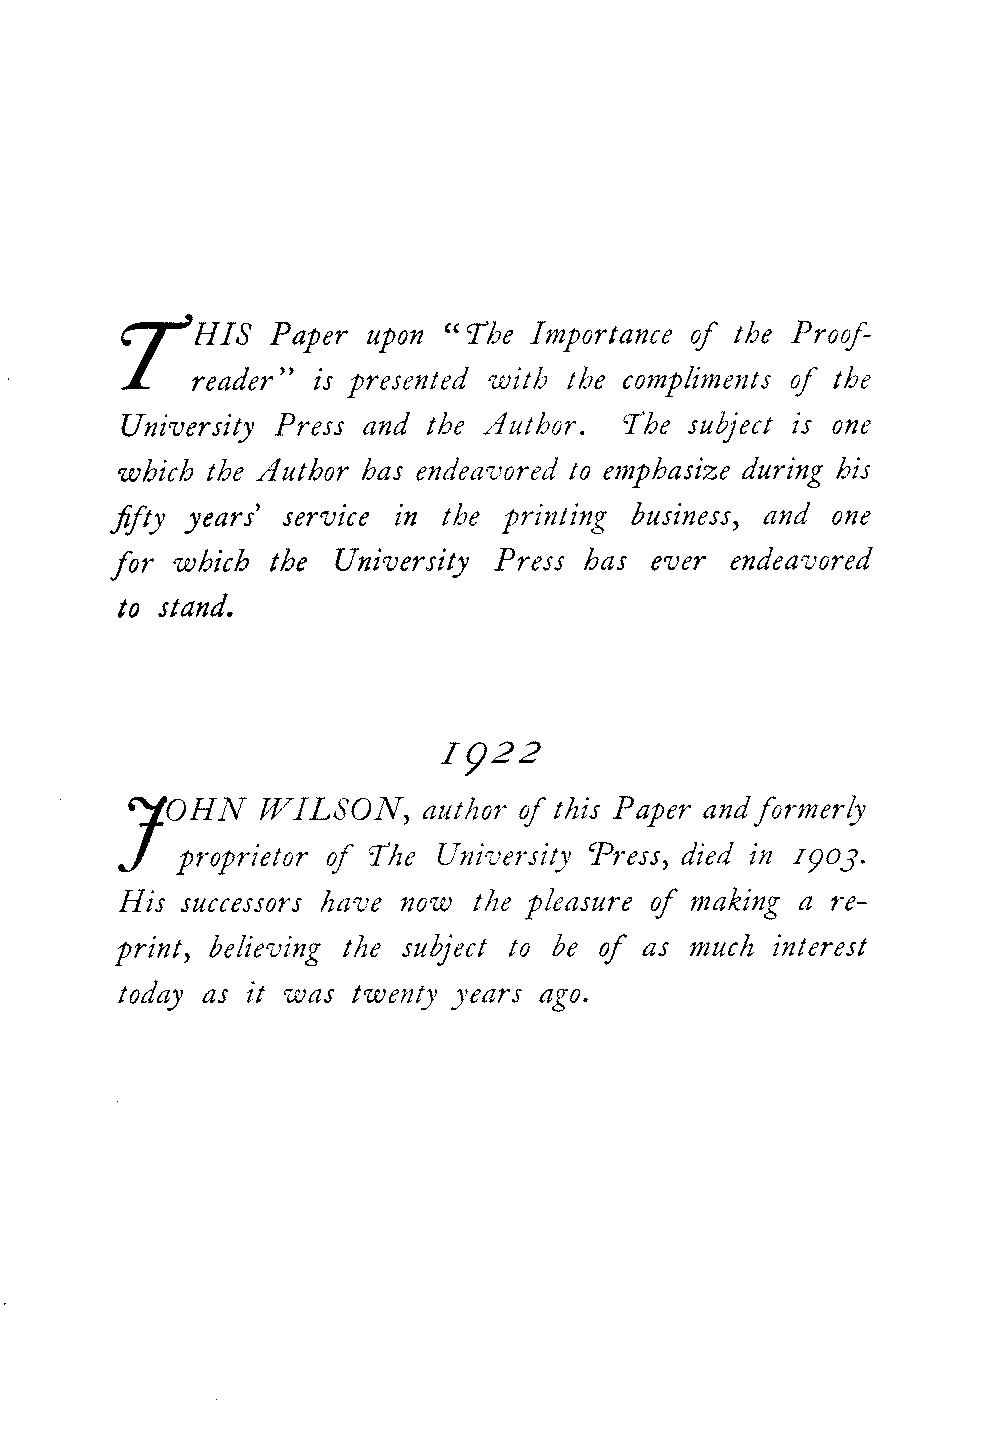 THIS Paper upon “The Importance of the Proof-
reader” is presented with the compliments of the
University Press and the Author. The subject is one
which the Author has endeavored to emphasize during his
fifty years’ service in the printing business, and one
for which the University Press has ever endeavored
to stand.
1922
JOHN WILSON, author of this Paper and formerly
proprietor of The University Press, died in 1903.
His successors have now the pleasure of making a re-
print, believing the subject to be of as much interest
today as it was twenty years ago.